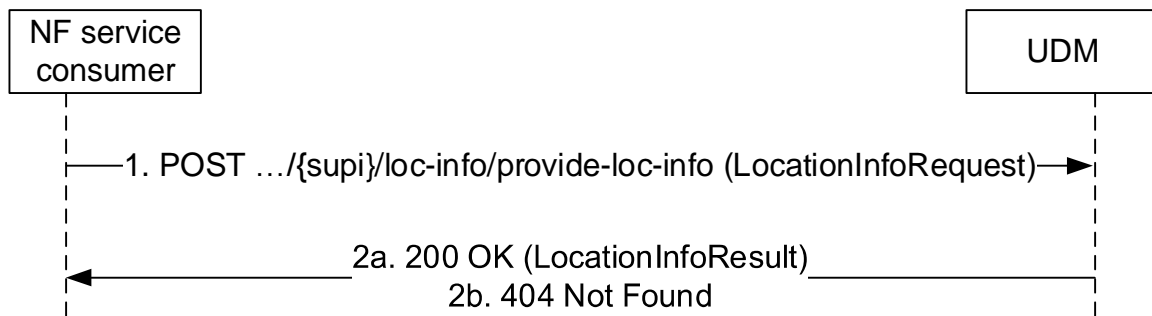 NF service
consumer
UDM
1. POST …/{supi}/loc-info/provide-loc-info (LocationInfoRequest)
2a. 200 OK (LocationInfoResult)
2b. 404 Not Found